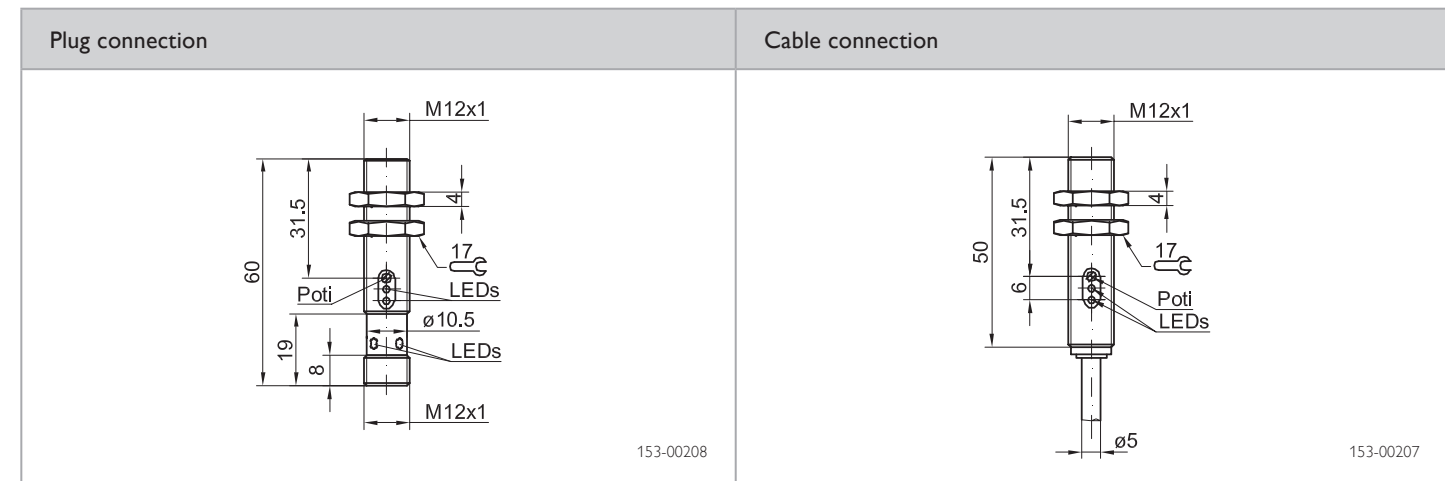 Plug connection
Cable connection
M12x1
60
31.5
4
17
Poti
LEDs
ø10.5
19
8
LEDs
M12x1
153-00208
M12x1
50
31.5
4
17
6
Poti
LEDs
ø5
153-00207